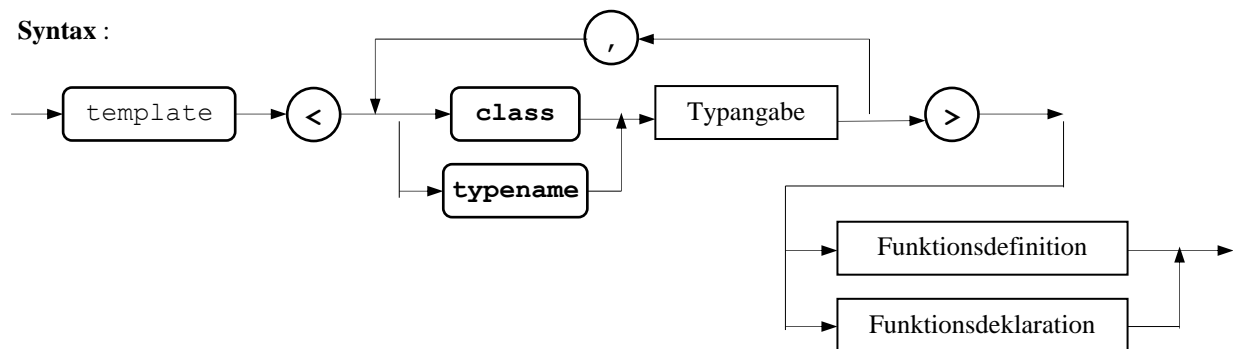 Syntax :
,
template < class Typangabe >
typename
Funktionsdefinition
Funktionsdeklaration